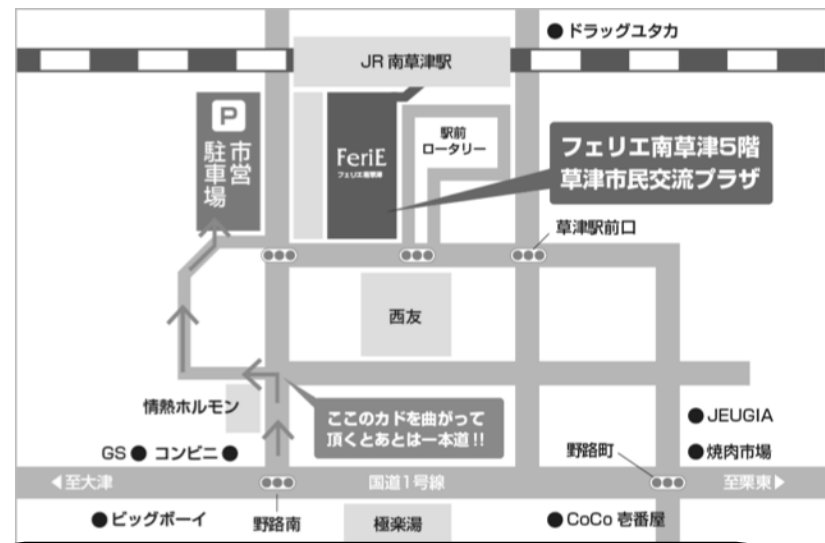 ●ドラッグユタカ
JR南草津駅
P
市営
駐車場
FeriE
フェリエ南草津
駅前
ロータリー
フェリエ南草津5階
草津市民交流プラザ
草津駅前口
西友
情熱ホルモン
ここのカドを曲がって
頂くとあとは一本道!!
●JEUGIA
GS● コンビニ●
野路町
●焼肉市場
◀至大津
国道1号線
至栗東▶
●ビッグボーイ
野路南
極楽湯
●CoCo壱番屋